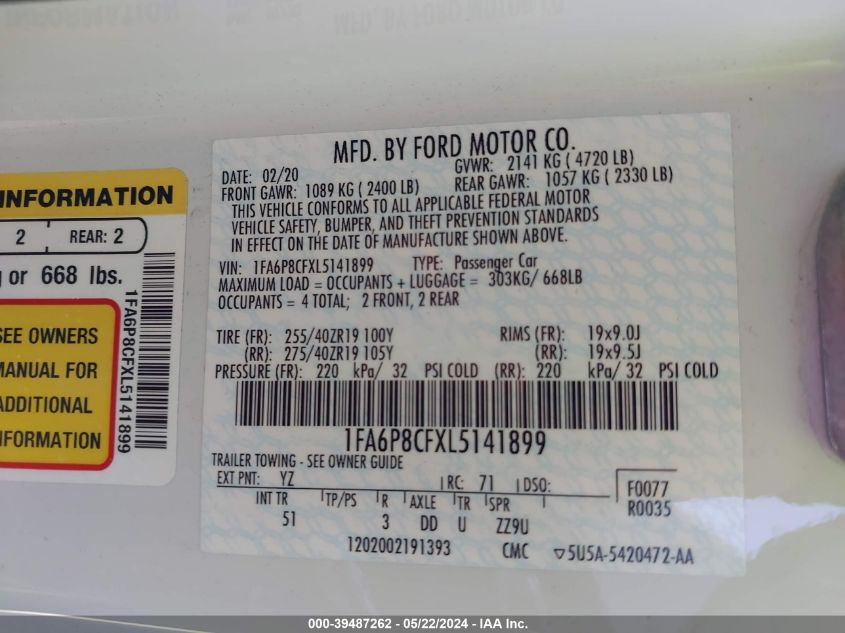 INFORMATION
2 REAR: 2
or 668 lbs.
SEE OWNERS
MANUAL FOR
ADDITIONAL
INFORMATION
1FA6P8CFXL5141899
MFD. BY FORD MOTOR CO.
DATE: 02/20 GVWR: 2141 KG ( 4720 LB)
FRONT GAWR: 1089 KG ( 2400 LB) REAR GAWR: 1057 KG ( 2330 LB)
THIS VEHICLE CONFORMS TO ALL APPLICABLE FEDERAL MOTOR
VEHICLE SAFETY, BUMPER, AND THEFT PREVENTION STANDARDS
IN EFFECT ON THE DATE OF MANUFACTURE SHOWN ABOVE.
VIN: 1FA6P8CFXL5141899 TYPE: Passenger Car
MAXIMUM LOAD = OCCUPANTS + LUGGAGE = 303KG/ 668LB
OCCUPANTS = 4 TOTAL; 2 FRONT, 2 REAR
TIRE (FR): 255/40ZR19 100Y RIMS (FR): 19x9.0J
(RR): 275/40ZR19 105Y (RR): 19x9.5J
PRESSURE (FR): 220 kPa/ 32 PSI COLD (RR): 220 kPa/ 32 PSI COLD
1FA6P8CFXL5141899
TRAILER TOWING - SEE OWNER GUIDE
EXT PNT: YZ RC: 71 DSO: F0077
INT TR TP/PS R AXLE TR SPR R0035
51 3 DD U ZZ9U
1202002191393 CMC ▽5U5A-5420472-AA
000-39487262 - 05/22/2024 - IAA Inc.